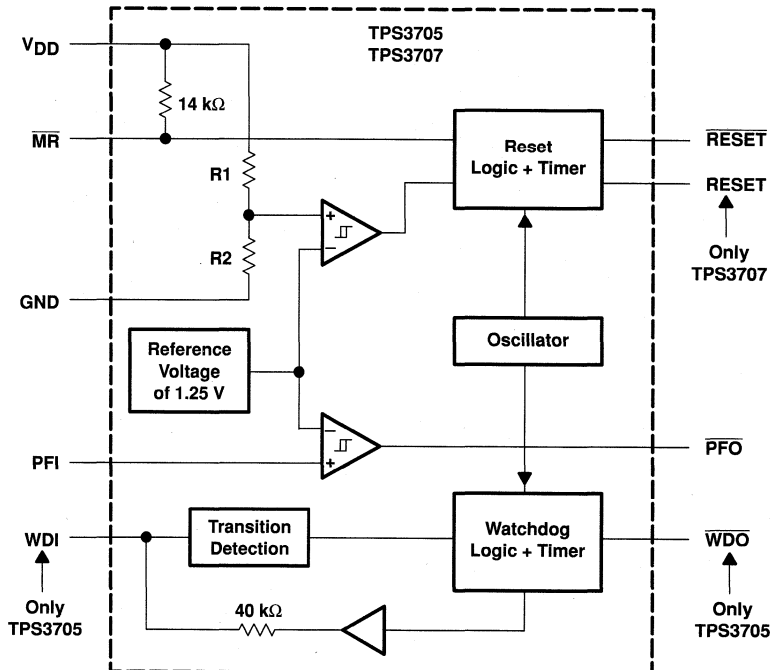 TPS3705
TPS3707
VDD
14 kΩ
MR
R1
R2
GND
+
−
Reset
Logic + Timer
RESET
RESET
Only
TPS3707
Reference
Voltage
of 1.25 V
Oscillator
−
+
PFI
PFO
WDI
Transition
Detection
Watchdog
Logic + Timer
WDO
Only
TPS3705
40 kΩ
Only
TPS3705